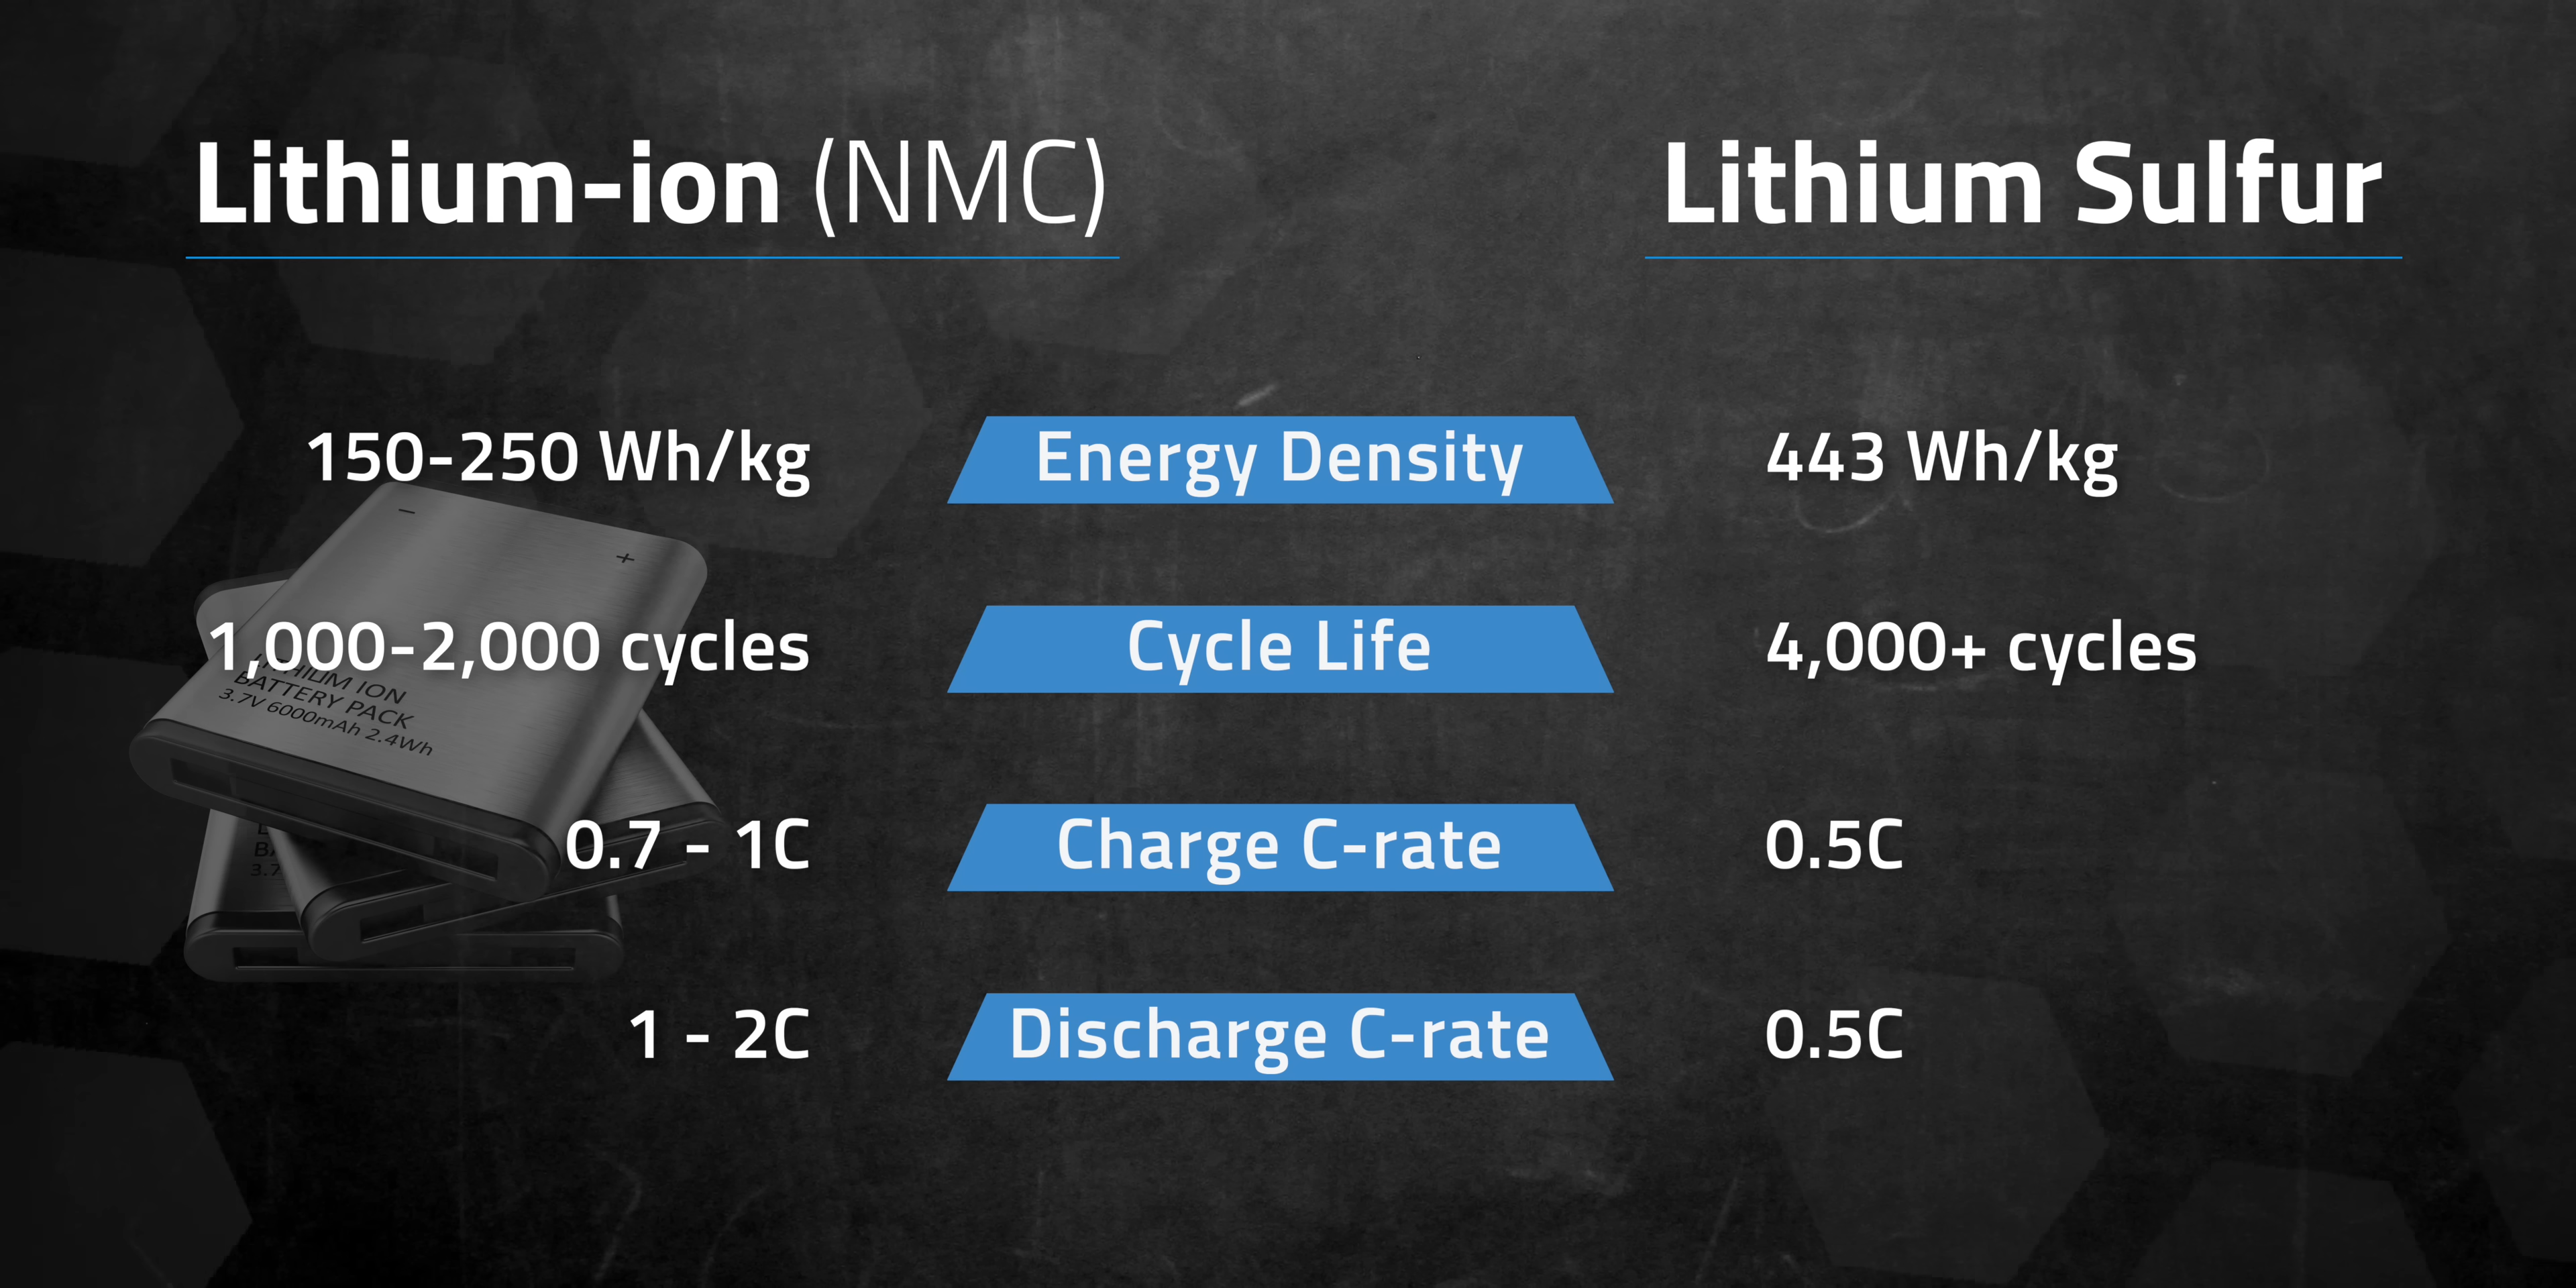 Lithium-ion (NMC)
Lithium Sulfur
150-250 Wh/kg
Energy Density
443 Wh/kg
1,000-2,000 cycles
Cycle Life
4,000+ cycles
0.7 - 1C
Charge C-rate
0.5C
1 - 2C
Discharge C-rate
0.5C
- +
ION
BATTERY PACK
3.7V 6000mAh 2.4Wh